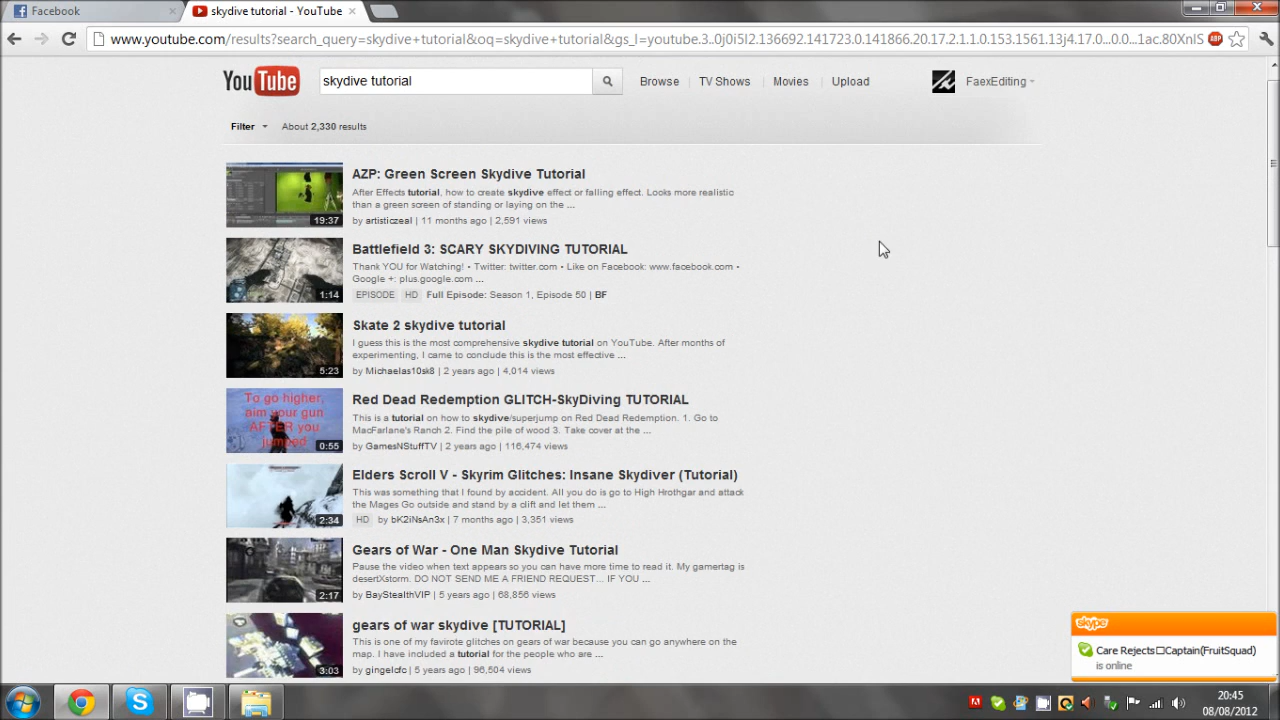 Facebook
skydive tutorial - YouTube
www.youtube.com/results?search_query=skydive+tutorial&oq=skydive+tutorial&gs_l=youtube.3..0j0i5l2.136692.141723.0.141866.20.17.2.1.1.0.153.1561.13j4.17.0...0.0...1ac.80XnIS
ABP
YouTube
skydive tutorial
Browse
TV Shows
Movies
Upload
FaexEditing
Filter
About 2,330 results
19:37
AZP: Green Screen Skydive Tutorial
After Effects tutorial, how to create skydive effect or falling effect. Looks more realistic
than a green screen of standing or laying on the ...
by artisticzeal | 11 months ago | 2,591 views
1:14
Battlefield 3: SCARY SKYDIVING TUTORIAL
Thank YOU for Watching! • Twitter: twitter.com • Like on Facebook: www.facebook.com •
Google +: plus.google.com ...
EPISODE HD Full Episode: Season 1, Episode 50 | BF
5:23
Skate 2 skydive tutorial
I guess this is the most comprehensive skydive tutorial on YouTube. After months of
experimenting, I came to conclude this is the most effective ...
by Michaelas10sk8 | 2 years ago | 4,014 views
To go higher,
aim your gun
AFTER you
jumped
0:55
Red Dead Redemption GLITCH-SkyDiving TUTORIAL
This is a tutorial on how to skydive/superjump on Red Dead Redemption. 1. Go to
MacFarlane's Ranch 2. Find the pile of wood 3. Take cover at the ...
by GamesNStuffTV | 2 years ago | 116,474 views
2:34
Elders Scroll V - Skyrim Glitches: Insane Skydiver (Tutorial)
This was something that I found by accident. All you do is go to High Hrothgar and attack
the Mages Go outside and stand by a clift and let them ...
HD by bK2iNsAn3x | 7 months ago | 3,351 views
2:17
Gears of War - One Man Skydive Tutorial
Pause the video when text appears so you can have more time to read it. My gamertag is
desertXstorm. DO NOT SEND ME A FRIEND REQUEST... IF YOU ...
by BayStealthVIP | 5 years ago | 68,856 views
3:03
gears of war skydive [TUTORIAL]
This is one of my favirote glitches on gears of war because you can go anywhere on the
map. I have included a tutorial for the people who are ...
by gingelcfc | 5 years ago | 96,504 views
skype
Care Rejects□Captain(FruitSquad)
is online
20:45
08/08/2012